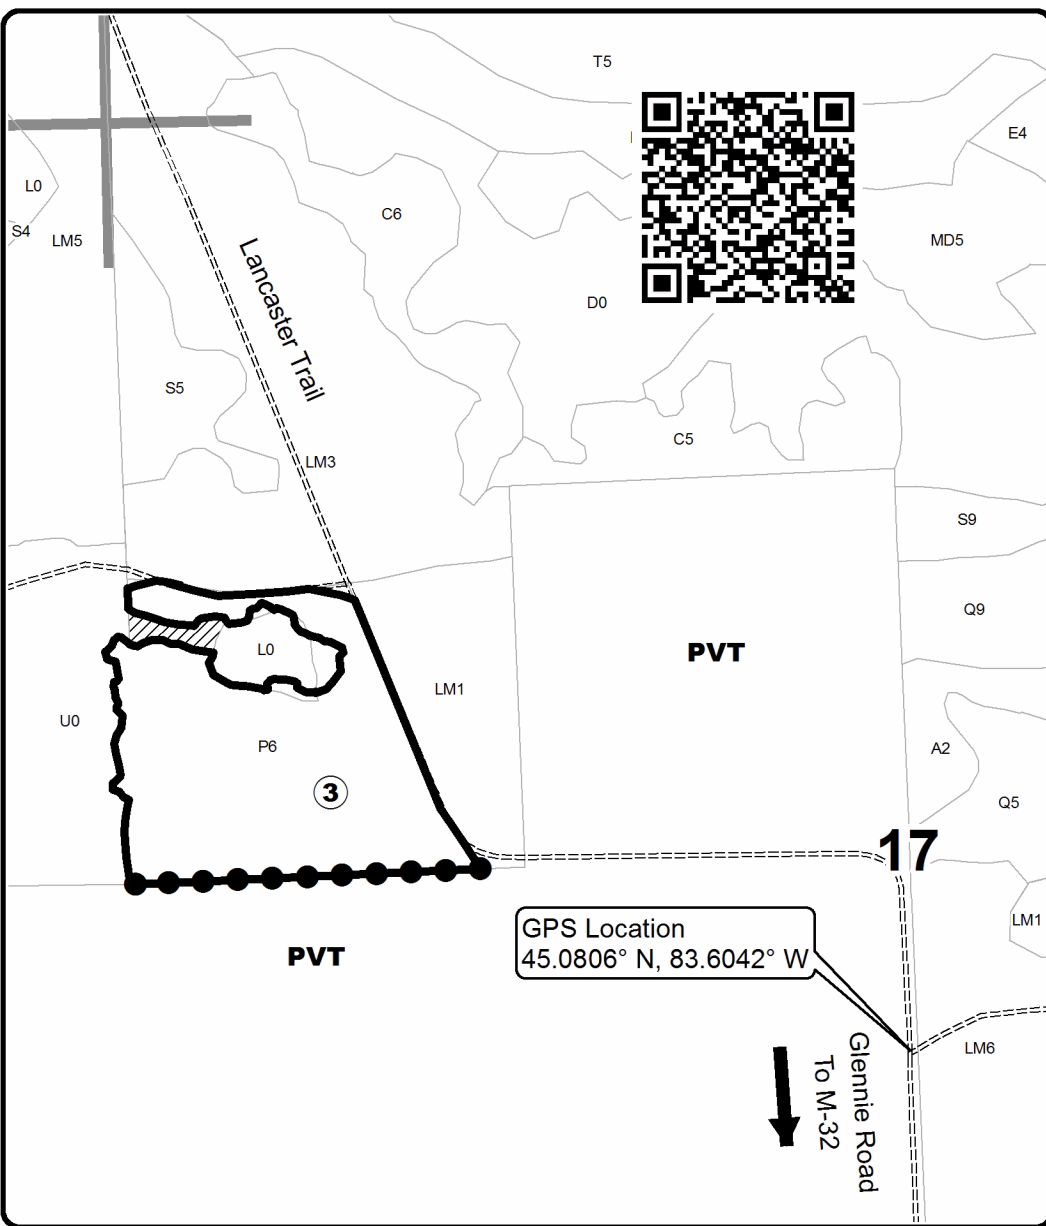 T5
E4
L0
C6
S4
LM5
MD5
Lancaster Trail
D0
S5
C5
LM3
S9
Q9
L0
PVT
LM1
U0
P6
A2
3
Q5
17
LM1
GPS Location
45.0806° N, 83.6042° W
PVT
LM6
Glennie Road
To M-32